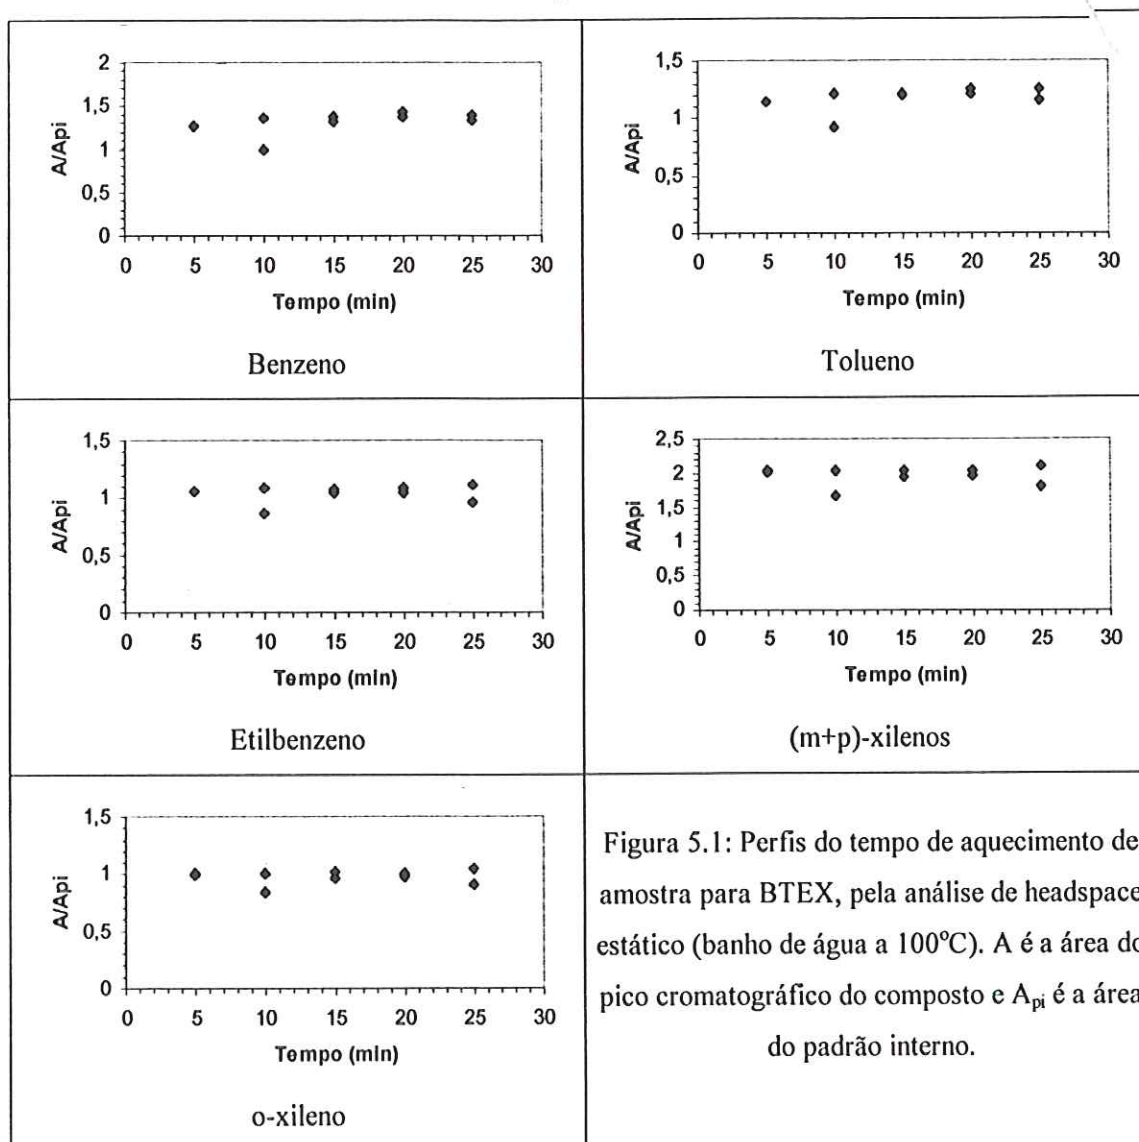 2
1,5
1
0,5
0
A/Api
0 5 10 15 20 25 30
Tempo (min)
Benzeno
1,5
1
0,5
0
A/Api
0 5 10 15 20 25 30
Tempo (min)
Tolueno
1,5
1
0,5
0
A/Api
0 5 10 15 20 25 30
Tempo (min)
Etilbenzeno
2,5
2
1,5
1
0,5
0
A/Api
0 5 10 15 20 25 30
Tempo (min)
(m+p)-xilenos
1,5
1
0,5
0
A/Api
0 5 10 15 20 25 30
Tempo (min)
o-xileno
Figura 5.1: Perfis do tempo de aquecimento de
amostra para BTEX, pela análise de headspace
estático (banho de água a 100ºC). A é a área do
pico cromatográfico do composto e Api é a área
do padrão interno.